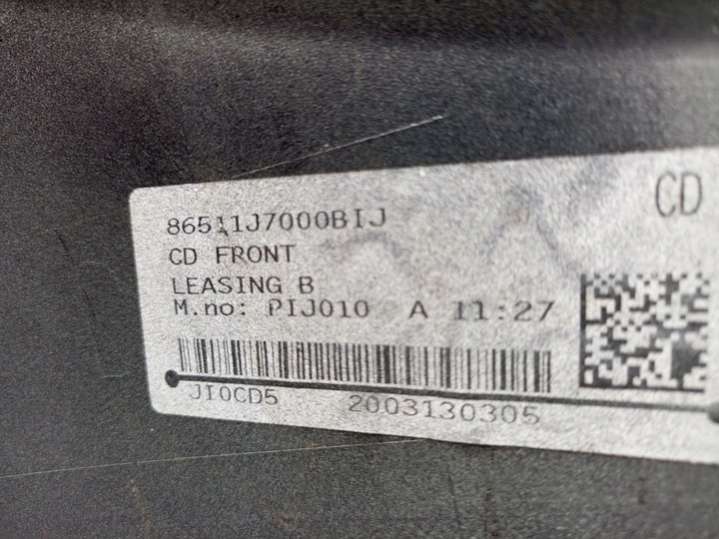 CD
86511J7000BIJ
CD FRONT
LEASING B
M.no: PIJ010 A 11:27
JI0CD5 2003130305